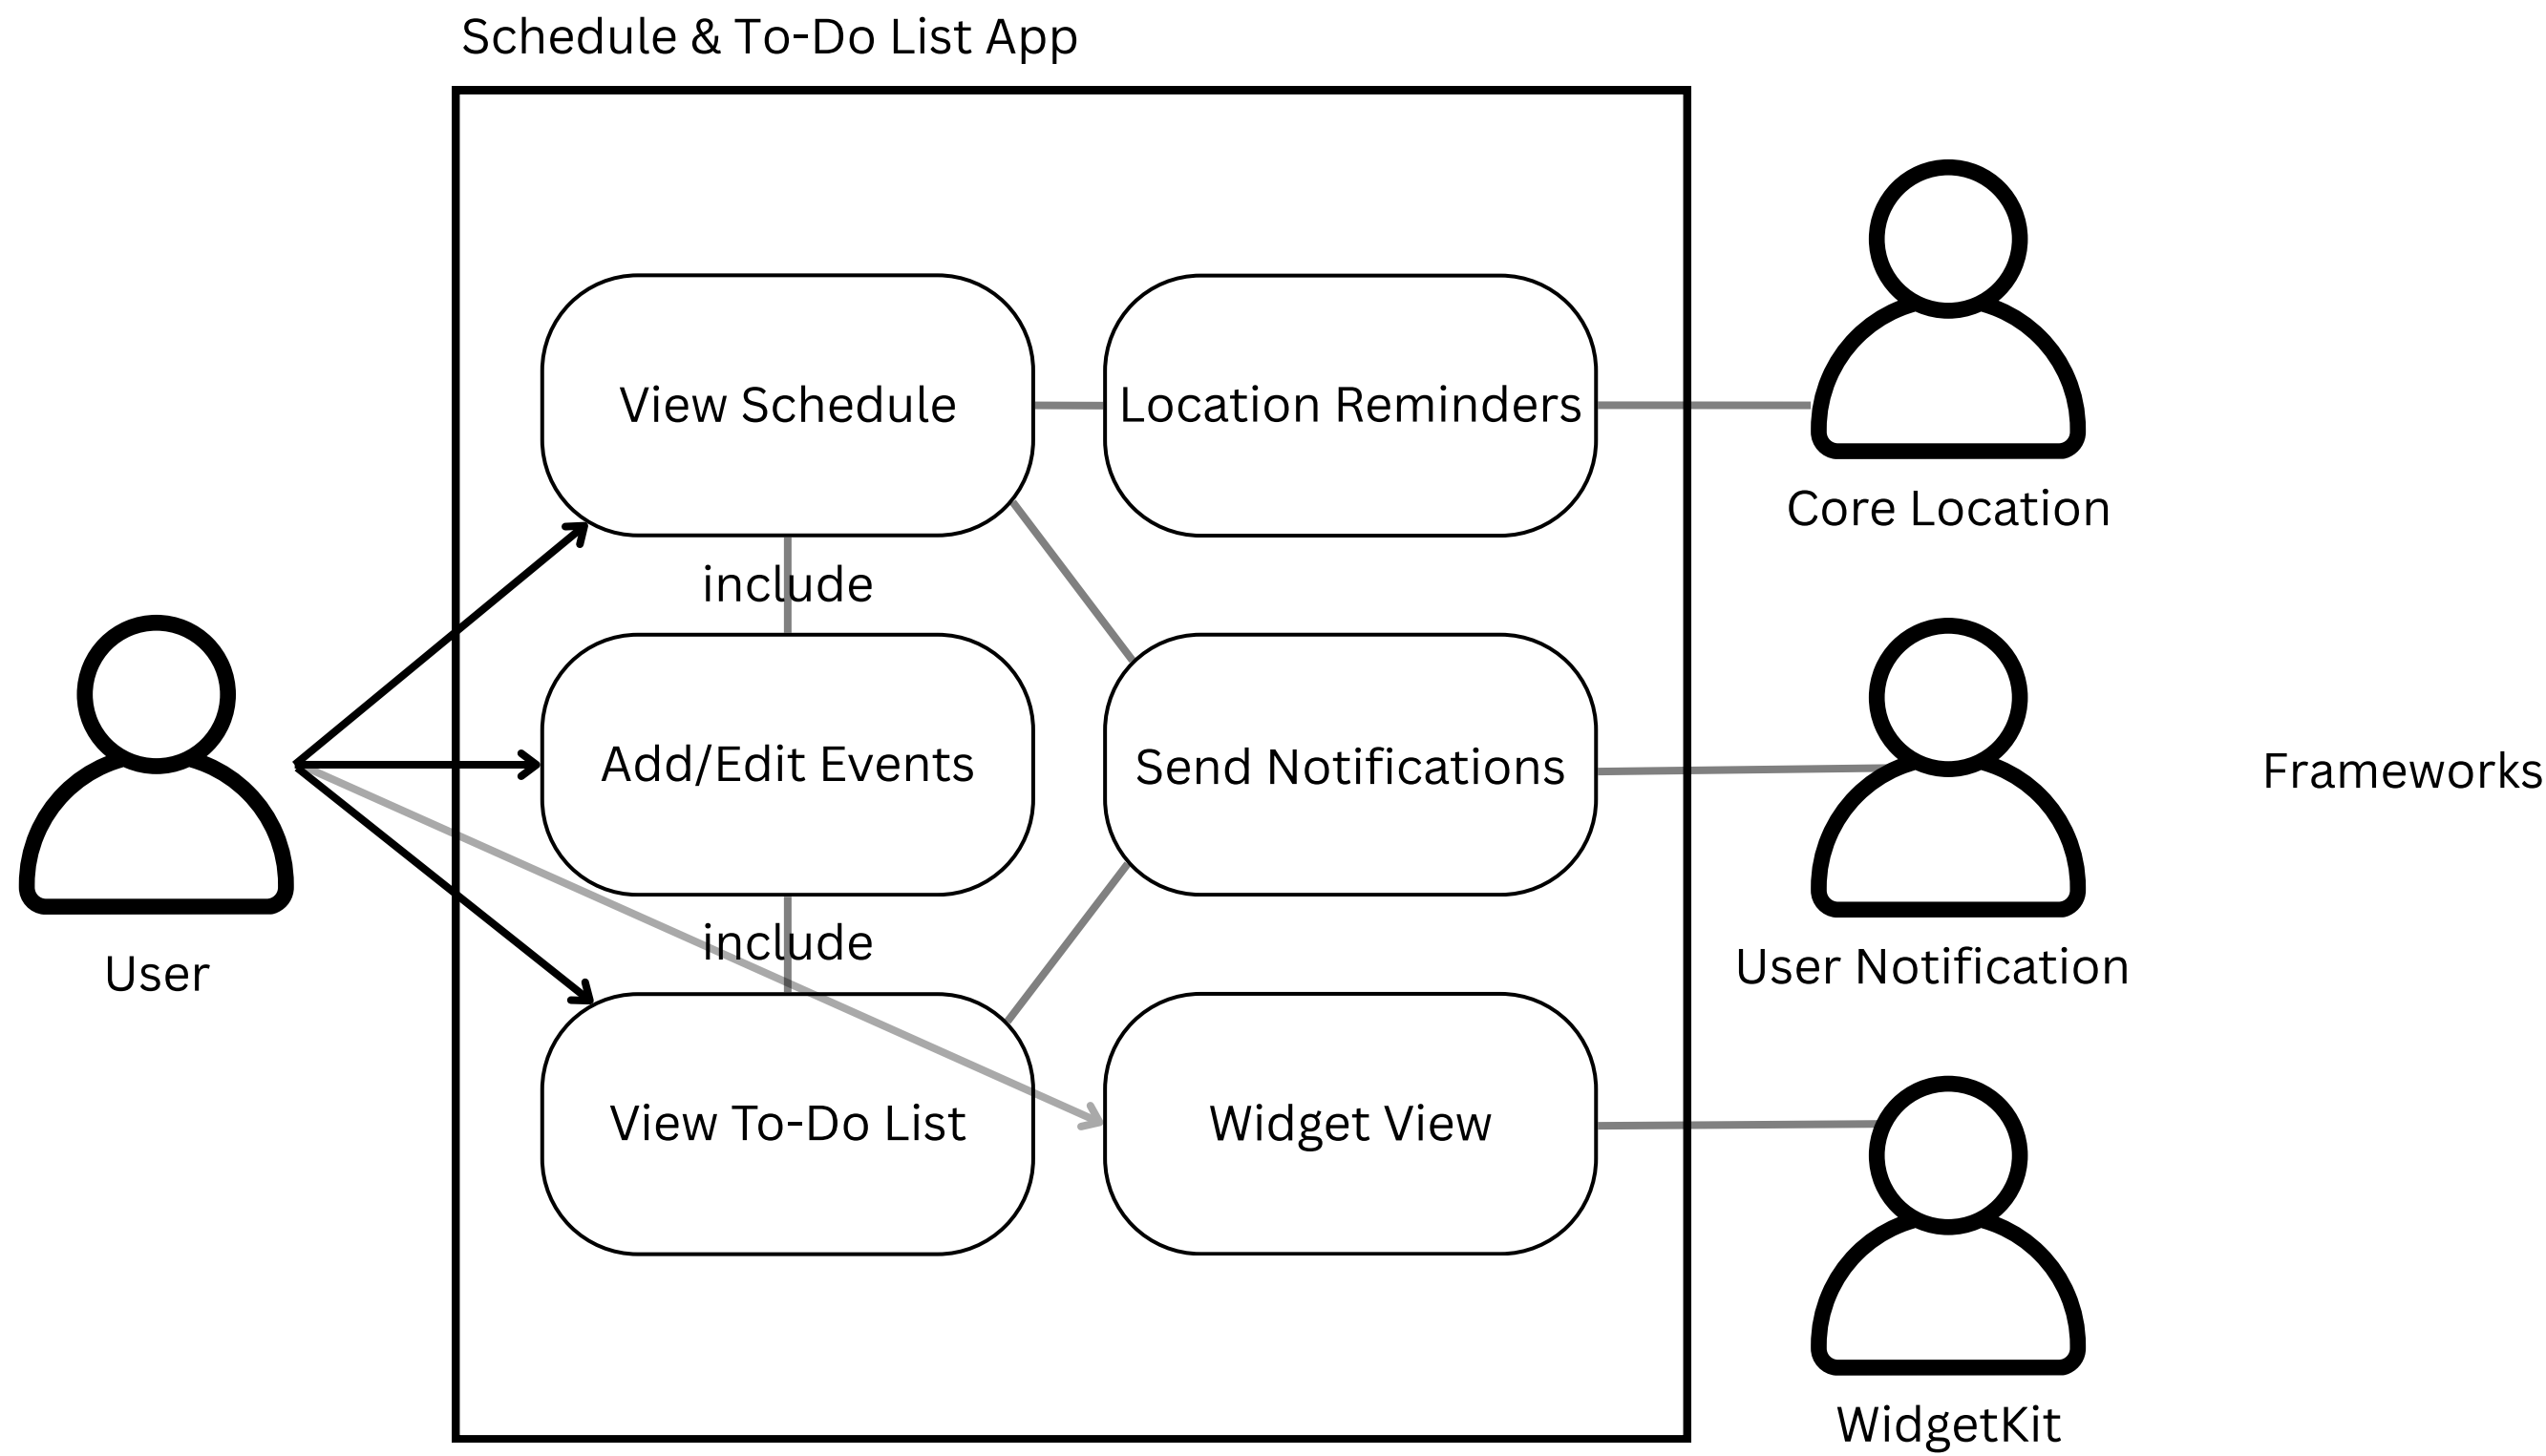 Schedule & To-Do List App
View Schedule
Location Reminders
Core Location
include
Add/Edit Events
Send Notifications
Frameworks
User
include
User Notification
View To-Do List
Widget View
WidgetKit